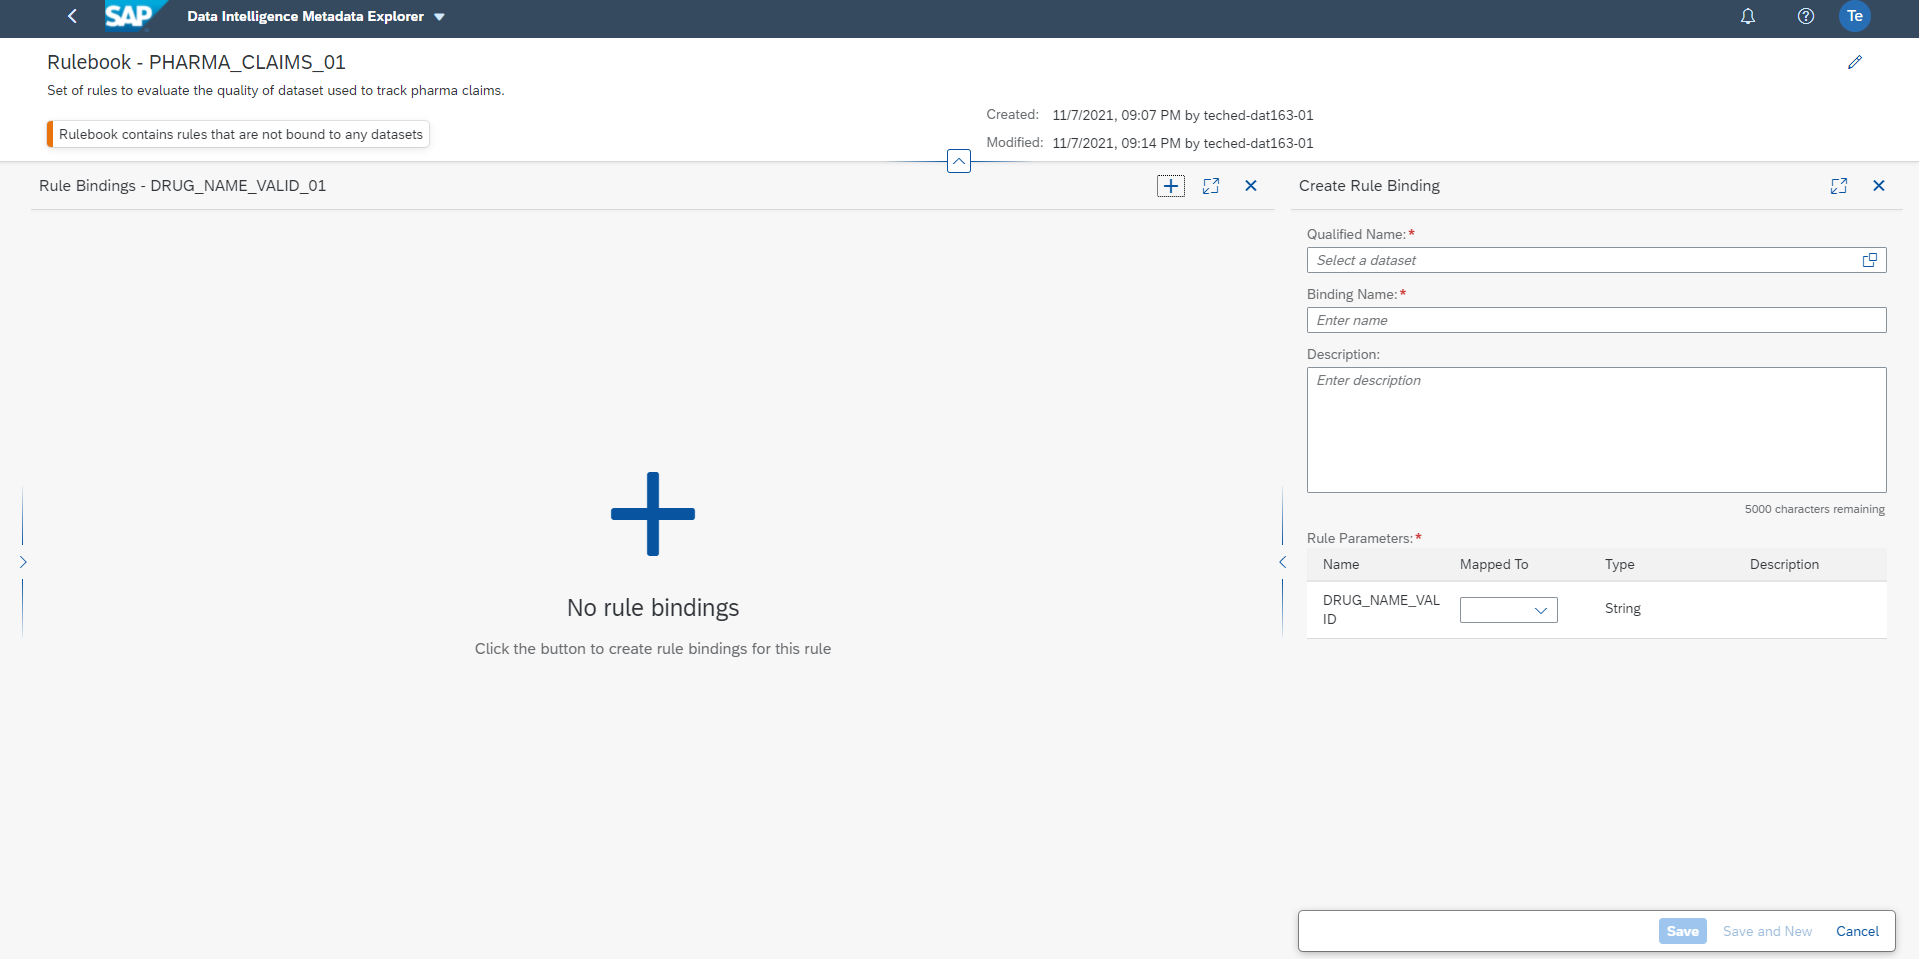 SAP
Data Intelligence Metadata Explorer
Te
Rulebook - PHARMA_CLAIMS_01
Set of rules to evaluate the quality of dataset used to track pharma claims.
Rulebook contains rules that are not bound to any datasets
Created: 11/7/2021, 09:07 PM by teched-dat163-01
Modified: 11/7/2021, 09:14 PM by teched-dat163-01
Rule Bindings - DRUG_NAME_VALID_01
No rule bindings
Click the button to create rule bindings for this rule
Create Rule Binding
Qualified Name:*
Select a dataset
Binding Name:*
Enter name
Description:
Enter description
5000 characters remaining
Rule Parameters:*
Name Mapped To Type Description
DRUG_NAME_VAL
ID
String
Save Save and New Cancel